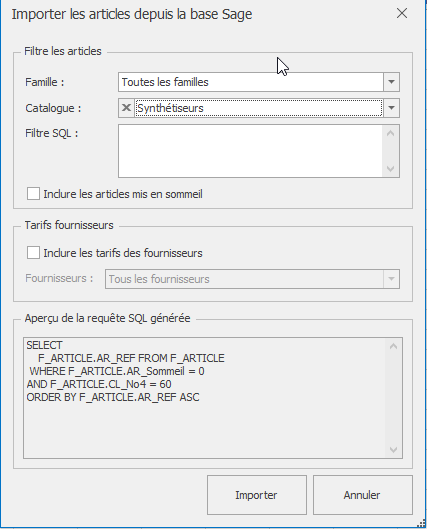 Importer les articles depuis la base Sage
Filtre les articles
Famille : Toutes les familles
Catalogue : Synthétiseurs
Filtre SQL :
Inclure les articles mis en sommeil
Tarifs fournisseurs
Inclure les tarifs des fournisseurs
Fournisseurs : Tous les fournisseurs
Aperçu de la requête SQL générée
SELECT
F_ARTICLE.AR_REF FROM F_ARTICLE
WHERE F_ARTICLE.AR_Sommeil = 0
AND F_ARTICLE.CL_No4 = 60
ORDER BY F_ARTICLE.AR_REF ASC
Importer Annuler